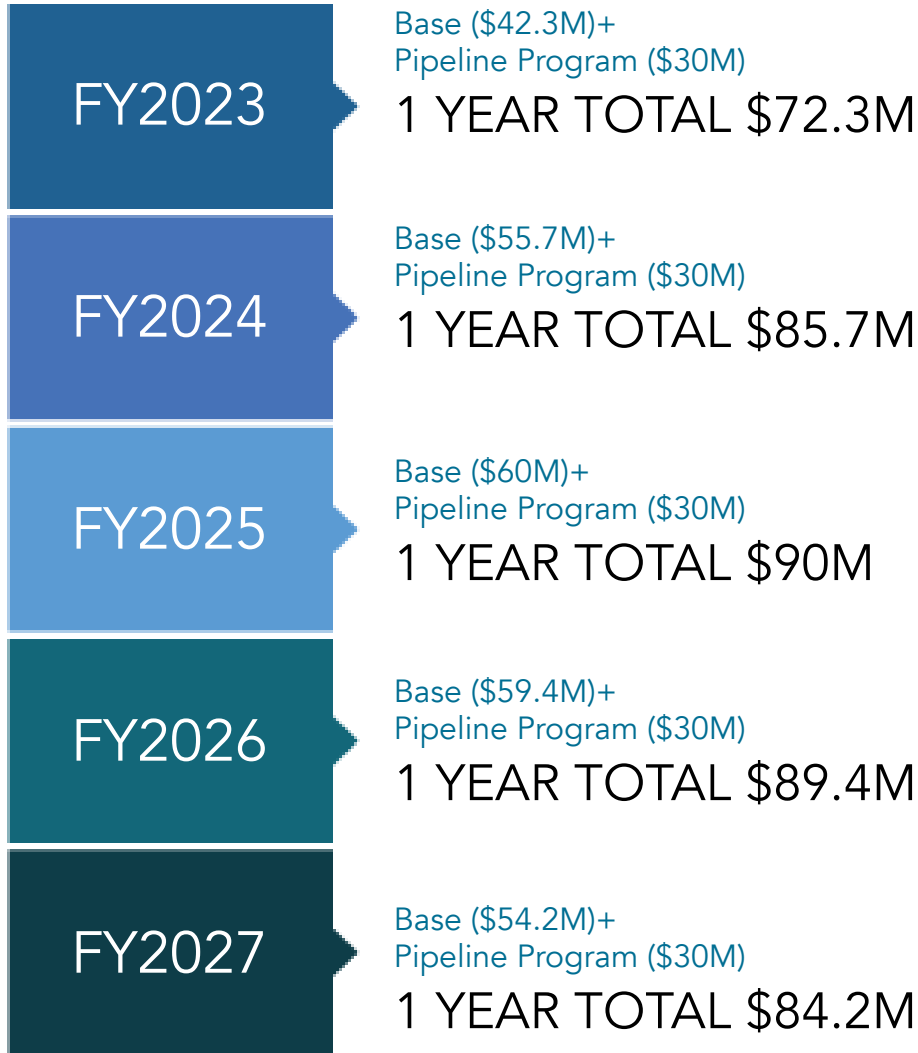 FY2023
Base ($42.3M)+
Pipeline Program ($30M)
1 YEAR TOTAL $72.3M
FY2024
Base ($55.7M)+
Pipeline Program ($30M)
1 YEAR TOTAL $85.7M
FY2025
Base ($60M)+
Pipeline Program ($30M)
1 YEAR TOTAL $90M
FY2026
Base ($59.4M)+
Pipeline Program ($30M)
1 YEAR TOTAL $89.4M
FY2027
Base ($54.2M)+
Pipeline Program ($30M)
1 YEAR TOTAL $84.2M